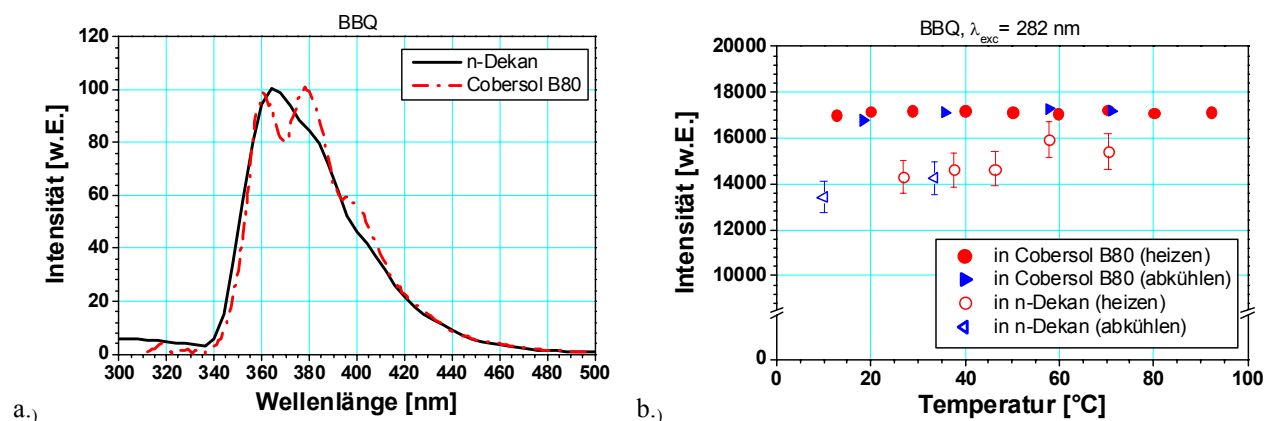 BBQ
120
100
80
60
40
20
0
Intensität [w.E.]
n-Dekan
Cobersol B80
300 320 340 360 380 400 420 440 460 480 500
Wellenlänge [nm]
a.)
BBQ, λexc= 282 nm
20000
18000
16000
14000
12000
10000
0
Intensität [w.E.]
in Cobersol B80 (heizen)
in Cobersol B80 (abkühlen)
in n-Dekan (heizen)
in n-Dekan (abkühlen)
0 20 40 60 80 100
Temperatur [°C]
b.)